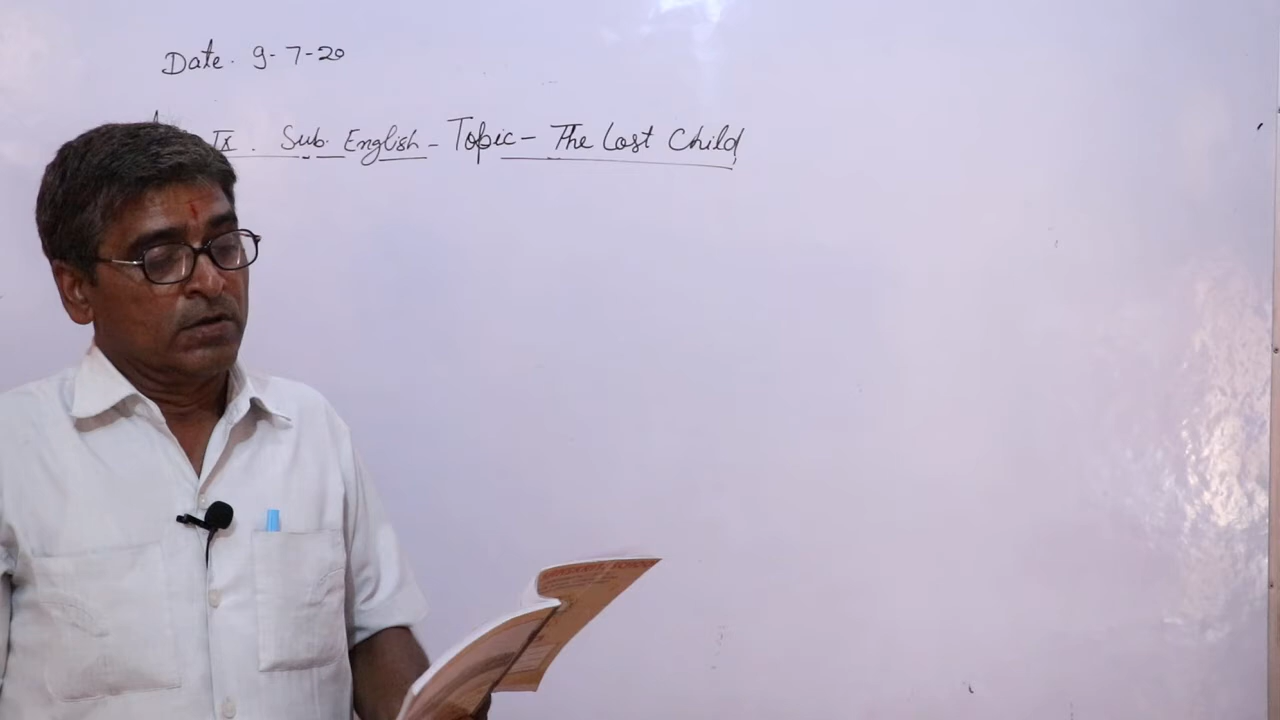 Date. 9-7-20
IX. Sub. English - Topic - The Lost Child